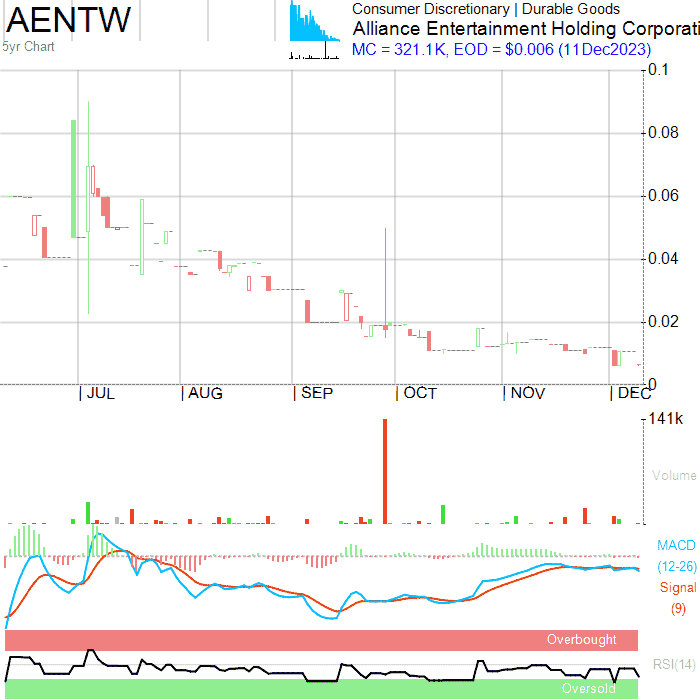 AENTW
5yr Chart
Consumer Discretionary | Durable Goods
Alliance Entertainment Holding Corporati
MC = 321.1K, EOD = $0.006 (11Dec2023)
0.1
0.08
0.06
0.04
0.02
0
| JUL | AUG | SEP | OCT | NOV | DEC
141k
Volume
MACD
(12-26)
Signal
(9)
Overbought
RSI(14)
Oversold